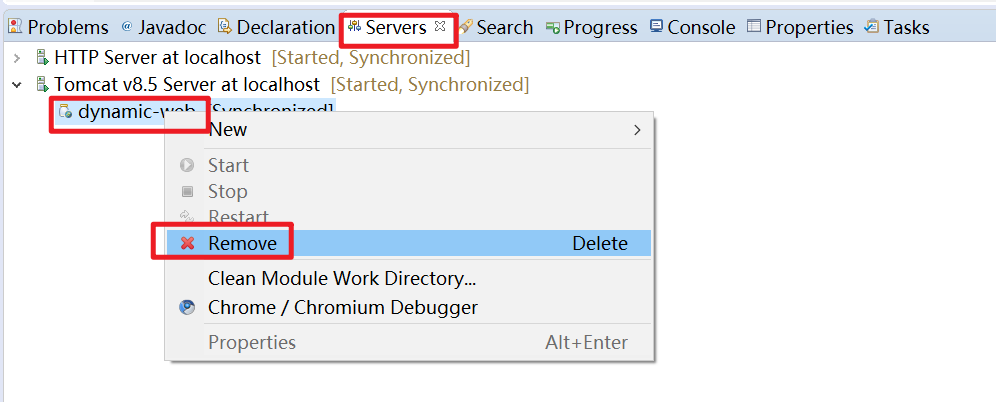 Problems @ Javadoc Declaration Servers Search Progress Console Properties Tasks
HTTP Server at localhost [Started, Synchronized]
Tomcat v8.5 Server at localhost [Started, Synchronized]
dynamic-web [Synchronized]
New
Start
Stop
Restart
Remove Delete
Clean Module Work Directory...
Chrome / Chromium Debugger
Properties Alt+Enter